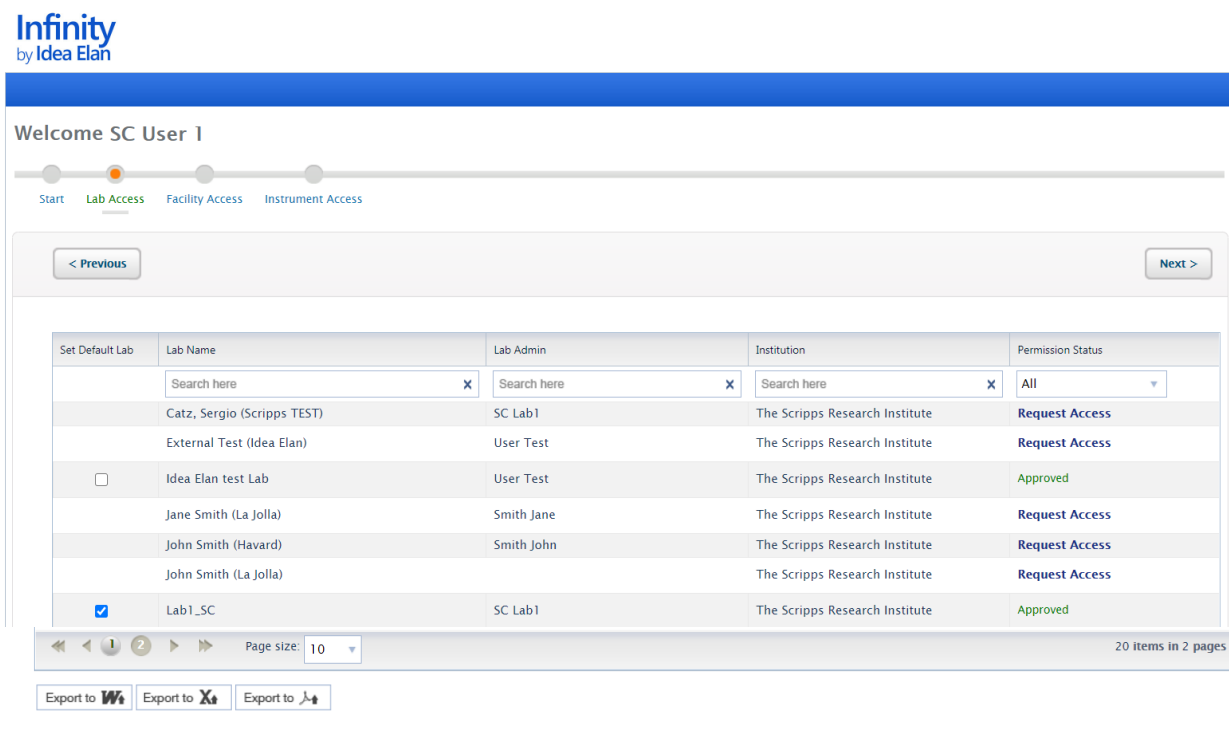 Infinity
by Idea Elan
Welcome SC User 1
Start Lab Access Facility Access Instrument Access
< Previous Next >
Set Default Lab Lab Name Lab Admin Institution Permission Status
Search here x Search here x Search here x All
Catz, Sergio (Scripps TEST) SC Lab1 The Scripps Research Institute Request Access
External Test (Idea Elan) User Test The Scripps Research Institute Request Access
Idea Elan test Lab User Test The Scripps Research Institute Approved
Jane Smith (La Jolla) Smith Jane The Scripps Research Institute Request Access
John Smith (Havard) Smith John The Scripps Research Institute Request Access
John Smith (La Jolla) The Scripps Research Institute Request Access
Lab1_SC SC Lab1 The Scripps Research Institute Approved
1 2 Page size: 10 20 items in 2 pages
Export to W Export to X Export to